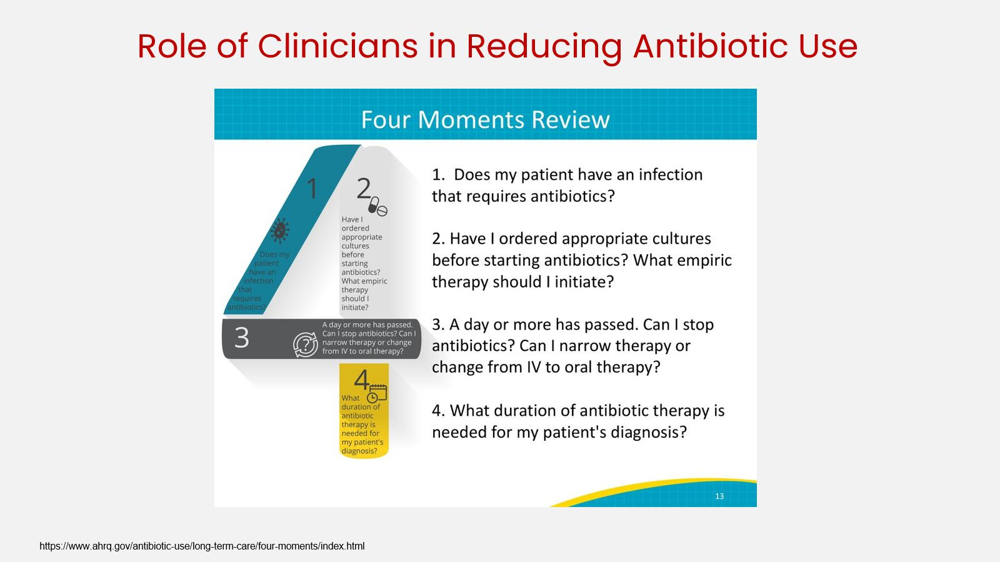 Role of Clinicians in Reducing Antibiotic Use
Four Moments Review
1
Does my
patient
have an
infection
that
requires
antibiotics?
2
Have I
ordered
appropriate
cultures
before
starting
antibiotics?
What empiric
therapy
should I
initiate?
3
?
A day or more has passed.
Can I stop antibiotics? Can I
narrow therapy or change
from IV to oral therapy?
4
What
duration of
antibiotic
therapy is
needed for
my patient's
diagnosis?
1. Does my patient have an infection
that requires antibiotics?
2. Have I ordered appropriate cultures
before starting antibiotics? What empiric
therapy should I initiate?
3. A day or more has passed. Can I stop
antibiotics? Can I narrow therapy or
change from IV to oral therapy?
4. What duration of antibiotic therapy is
needed for my patient's diagnosis?
13
https://www.ahrq.gov/antibiotic-use/long-term-care/four-moments/index.html